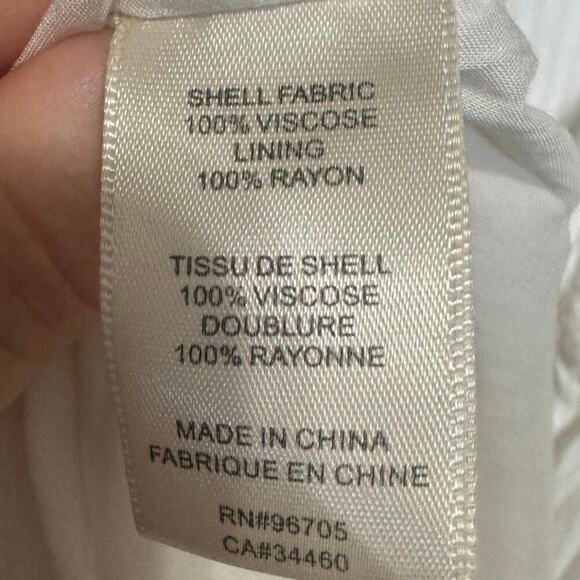 SHELL FABRIC
100% VISCOSE
LINING
100% RAYON
TISSU DE SHELL
100% VISCOSE
DOUBLURE
100% RAYONNE
MADE IN CHINA
FABRIQUE EN CHINE
RN#96705
CA#34460